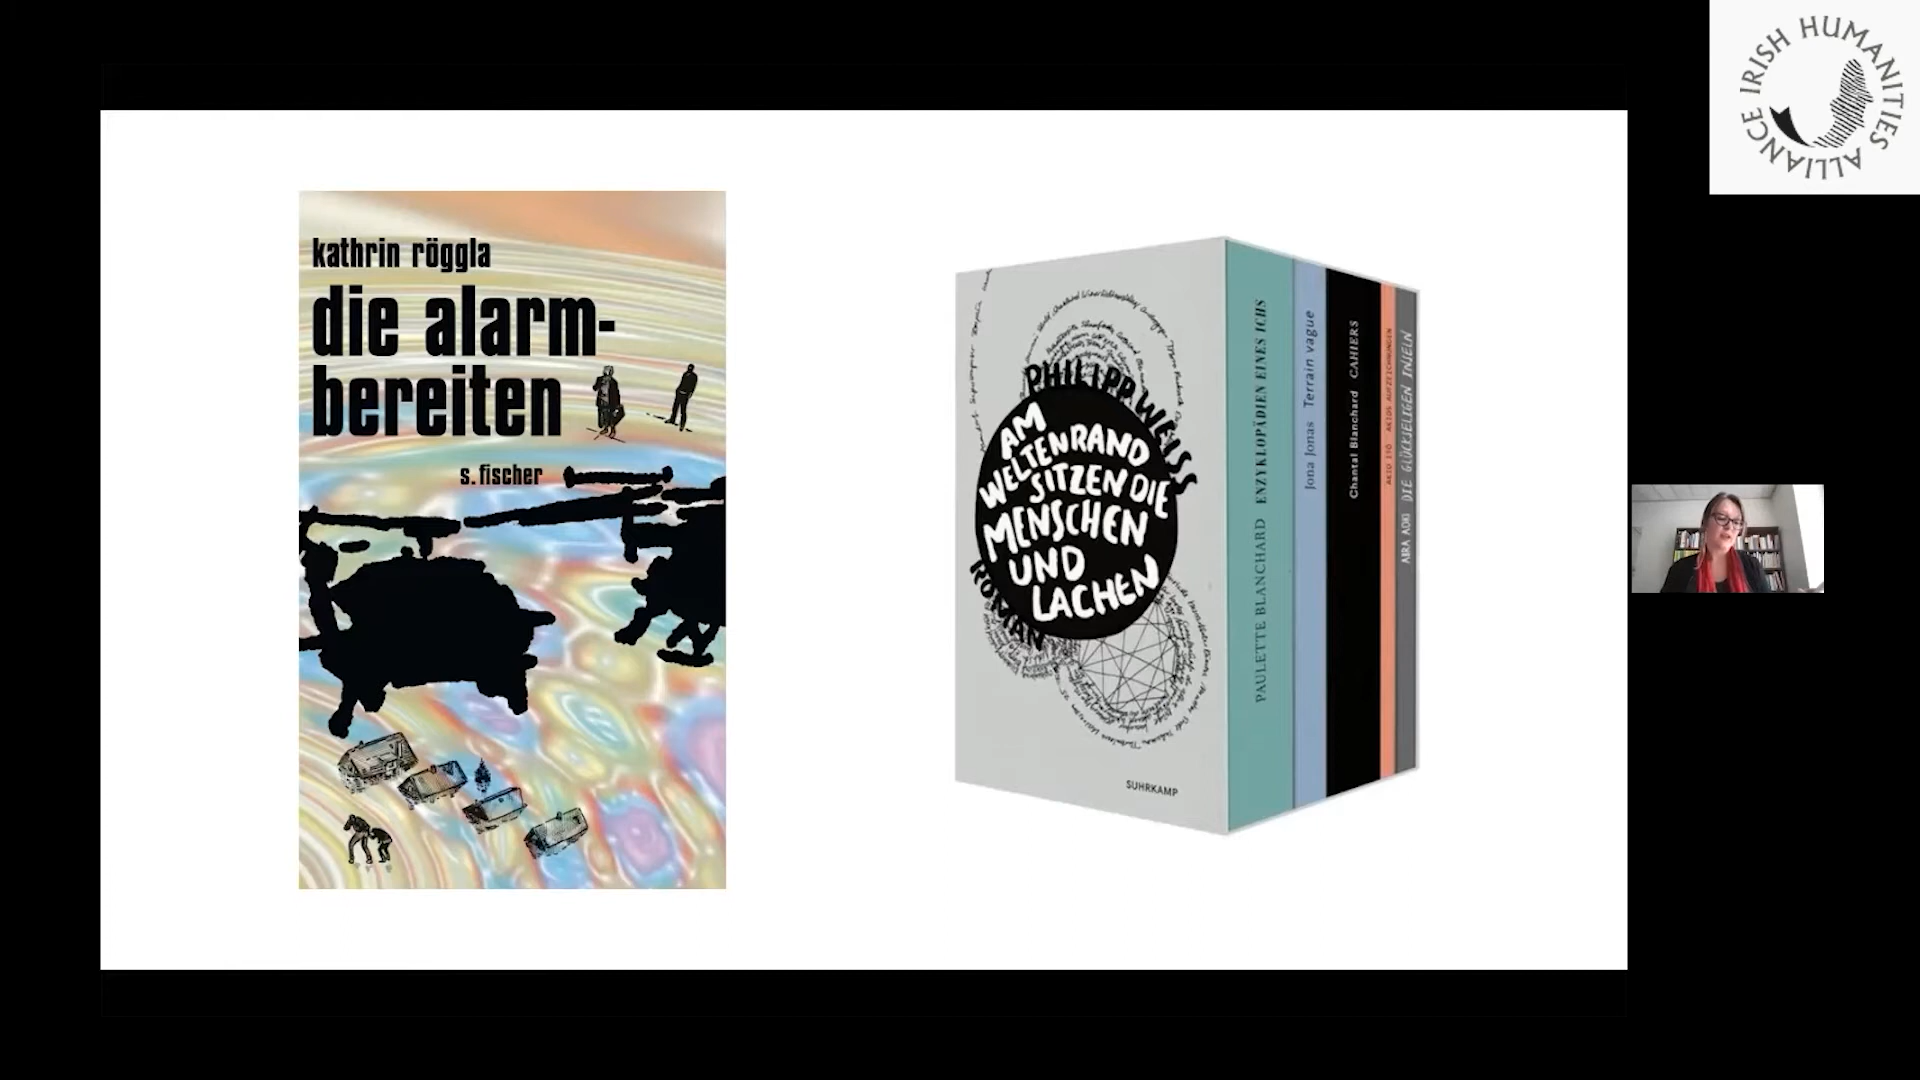 kathrin röggla
die alarm-
bereiten
s. fischer
PHILIPP WEISS
AM
WELTENRAND
SITZEN DIE
MENSCHEN
UND
LACHEN
ROMAN
SUHRKAMP
PAULETTE BLANCHARD ENZYKLOPÄDIEN EINES ICHS
Jona Jonas Terrain vague
Chantal Blanchard CAHIERS
AKIO ITO AKIOS AUFZEICHNUNGEN
ABRA AOKI DIE GLÜCKSELIGEN INSELN
IRISH HUMANITIES ALLIANCE